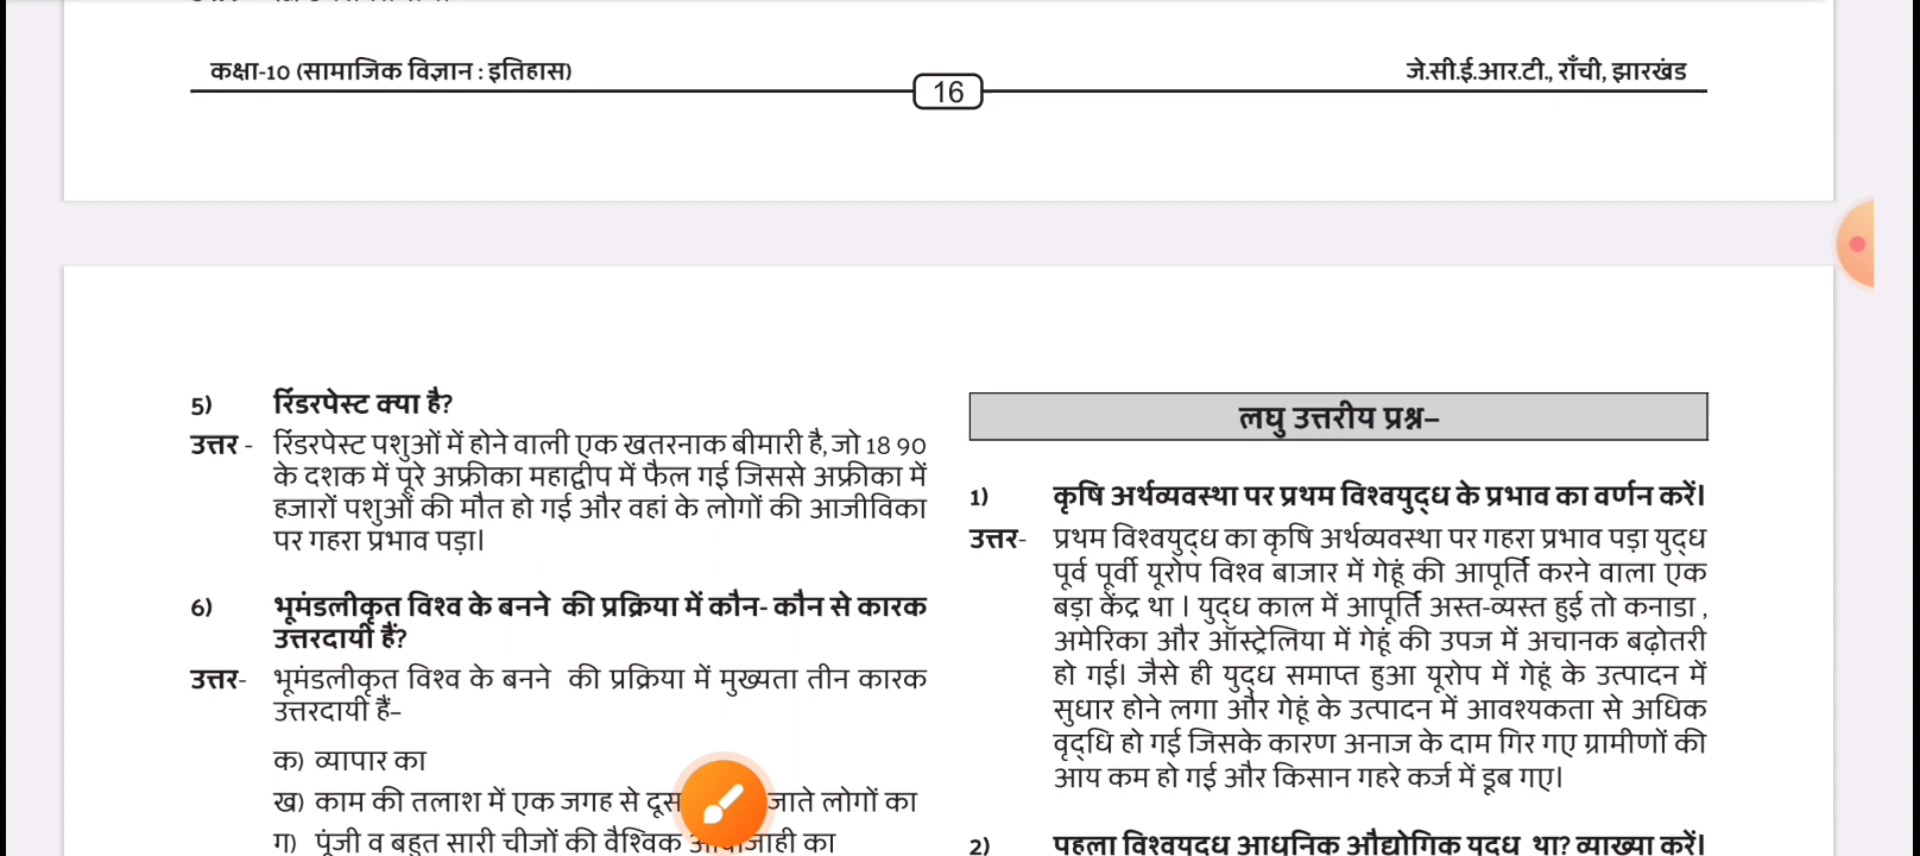 कक्षा-10 (सामाजिक विज्ञान : इतिहास)
जे.सी.ई.आर.टी., राँची, झारखंड
16
5) रिंडरपेस्ट क्या है?
उत्तर - रिंडरपेस्ट पशुओं में होने वाली एक खतरनाक बीमारी है, जो 18 90
के दशक में पूरे अफ्रीका महाद्वीप में फैल गई जिससे अफ्रीका में
हजारों पशुओं की मौत हो गई और वहां के लोगों की आजीविका
पर गहरा प्रभाव पड़ा।
6) भूमंडलीकृत विश्व के बनने की प्रक्रिया में कौन- कौन से कारक
उत्तरदायी हैं?
उत्तर- भूमंडलीकृत विश्व के बनने की प्रक्रिया में मुख्यता तीन कारक
उत्तरदायी हैं–
क) व्यापार का
ख) काम की तलाश में एक जगह से जाते लोगों का
ग) पूंजी व बहुत सारी चीजों की वैश्विक का
लघु उत्तरीय प्रश्न–
1) कृषि अर्थव्यवस्था पर प्रथम विश्वयुद्ध के प्रभाव का वर्णन करें।
उत्तर- प्रथम विश्वयुद्ध का कृषि अर्थव्यवस्था पर गहरा प्रभाव पड़ा युद्ध
पूर्व पूर्वी यूरोप विश्व बाजार में गेहूं की आपूर्ति करने वाला एक
बड़ा केंद्र था । युद्ध काल में आपूर्ति अस्त-व्यस्त हुई तो कनाडा ,
अमेरिका और ऑस्ट्रेलिया में गेहूं की उपज में अचानक बढ़ोतरी
हो गई। जैसे ही युद्ध समाप्त हुआ यूरोप में गेहूं के उत्पादन में
सुधार होने लगा और गेहूं के उत्पादन में आवश्यकता से अधिक
वृद्धि हो गई जिसके कारण अनाज के दाम गिर गए ग्रामीणों की
आय कम हो गई और किसान गहरे कर्ज में डूब गए।
2) पहला विश्वयुद्ध आधुनिक औद्योगिक युद्ध था? व्याख्या करें।